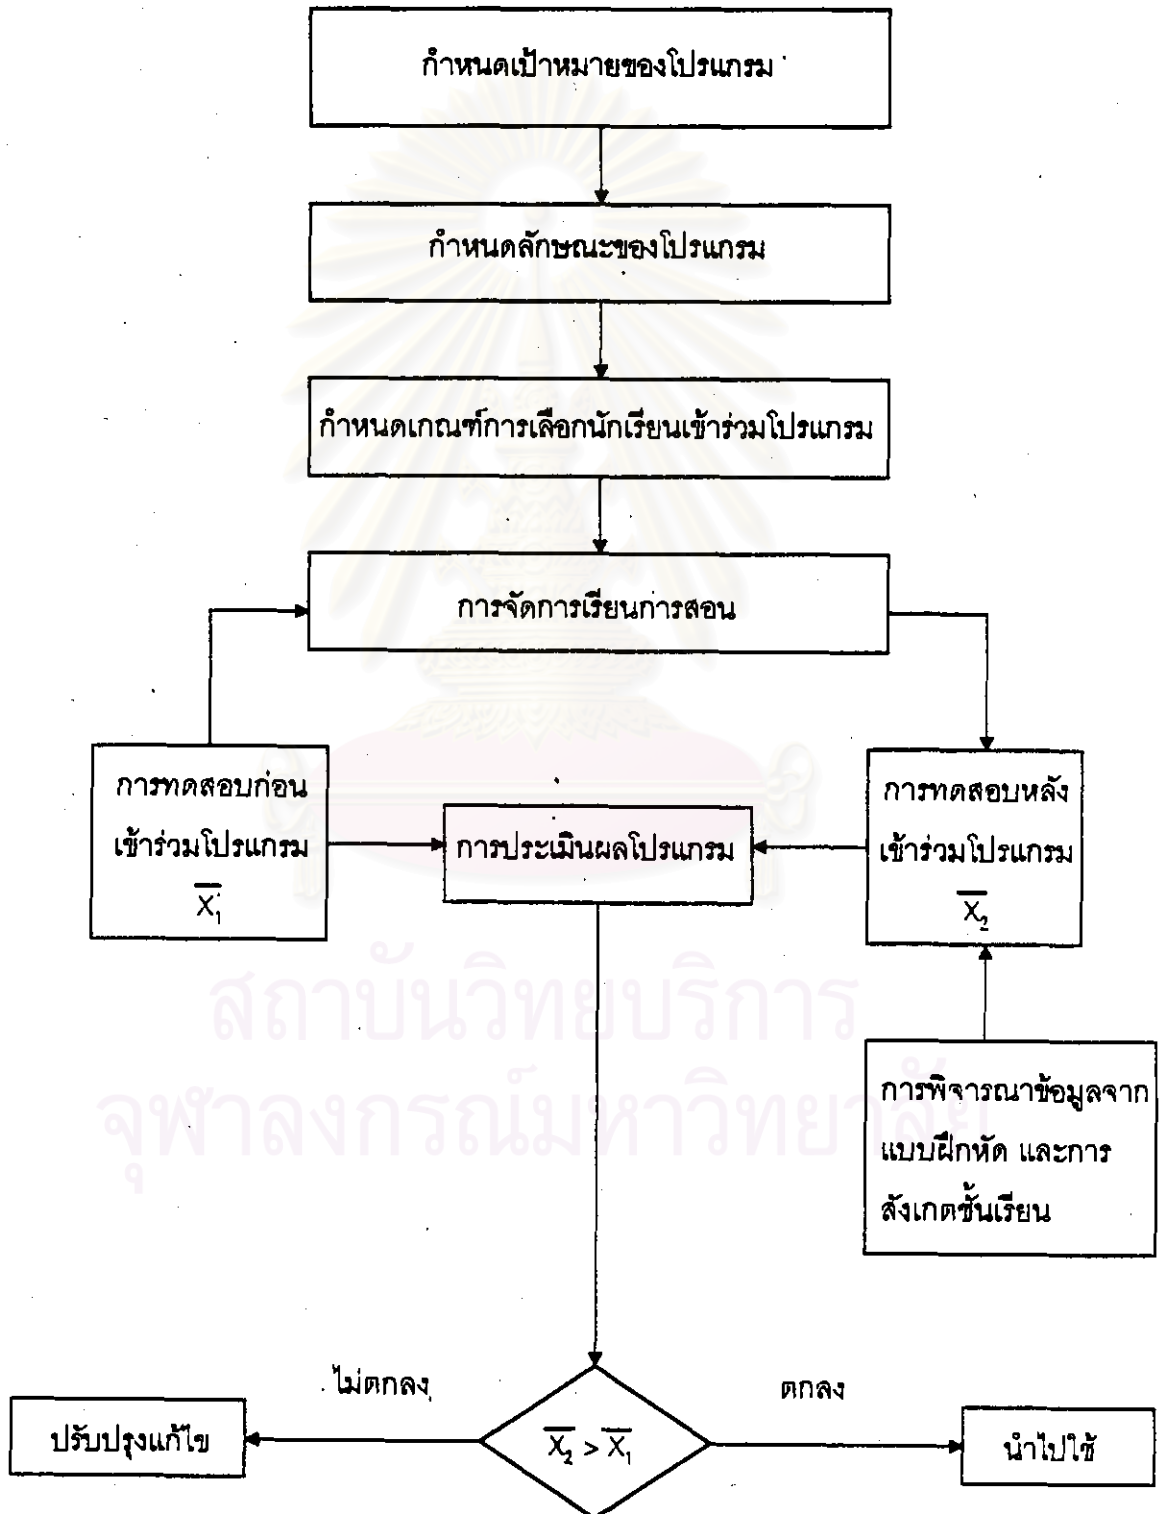 กำหนดเป้าหมายของโปรแกรม
กำหนดลักษณะของโปรแกรม
กำหนดเกณฑ์การเลือกนักเรียนเข้าร่วมโปรแกรม
การจัดการเรียนการสอน
การทดสอบก่อน
เข้าร่วมโปรแกรม
X̄₁
การประเมินผลโปรแกรม
การทดสอบหลัง
เข้าร่วมโปรแกรม
X̄₂
สถาบันวิทยบริการ
จุฬาลงกรณ์มหาวิทยาลัย
การพิจารณาข้อมูลจาก
แบบฝึกหัด และการ
สังเกตชั้นเรียน
ไม่ตกลง
ตกลง
ปรับปรุงแก้ไข
X̄₂ > X̄₁
นำไปใช้